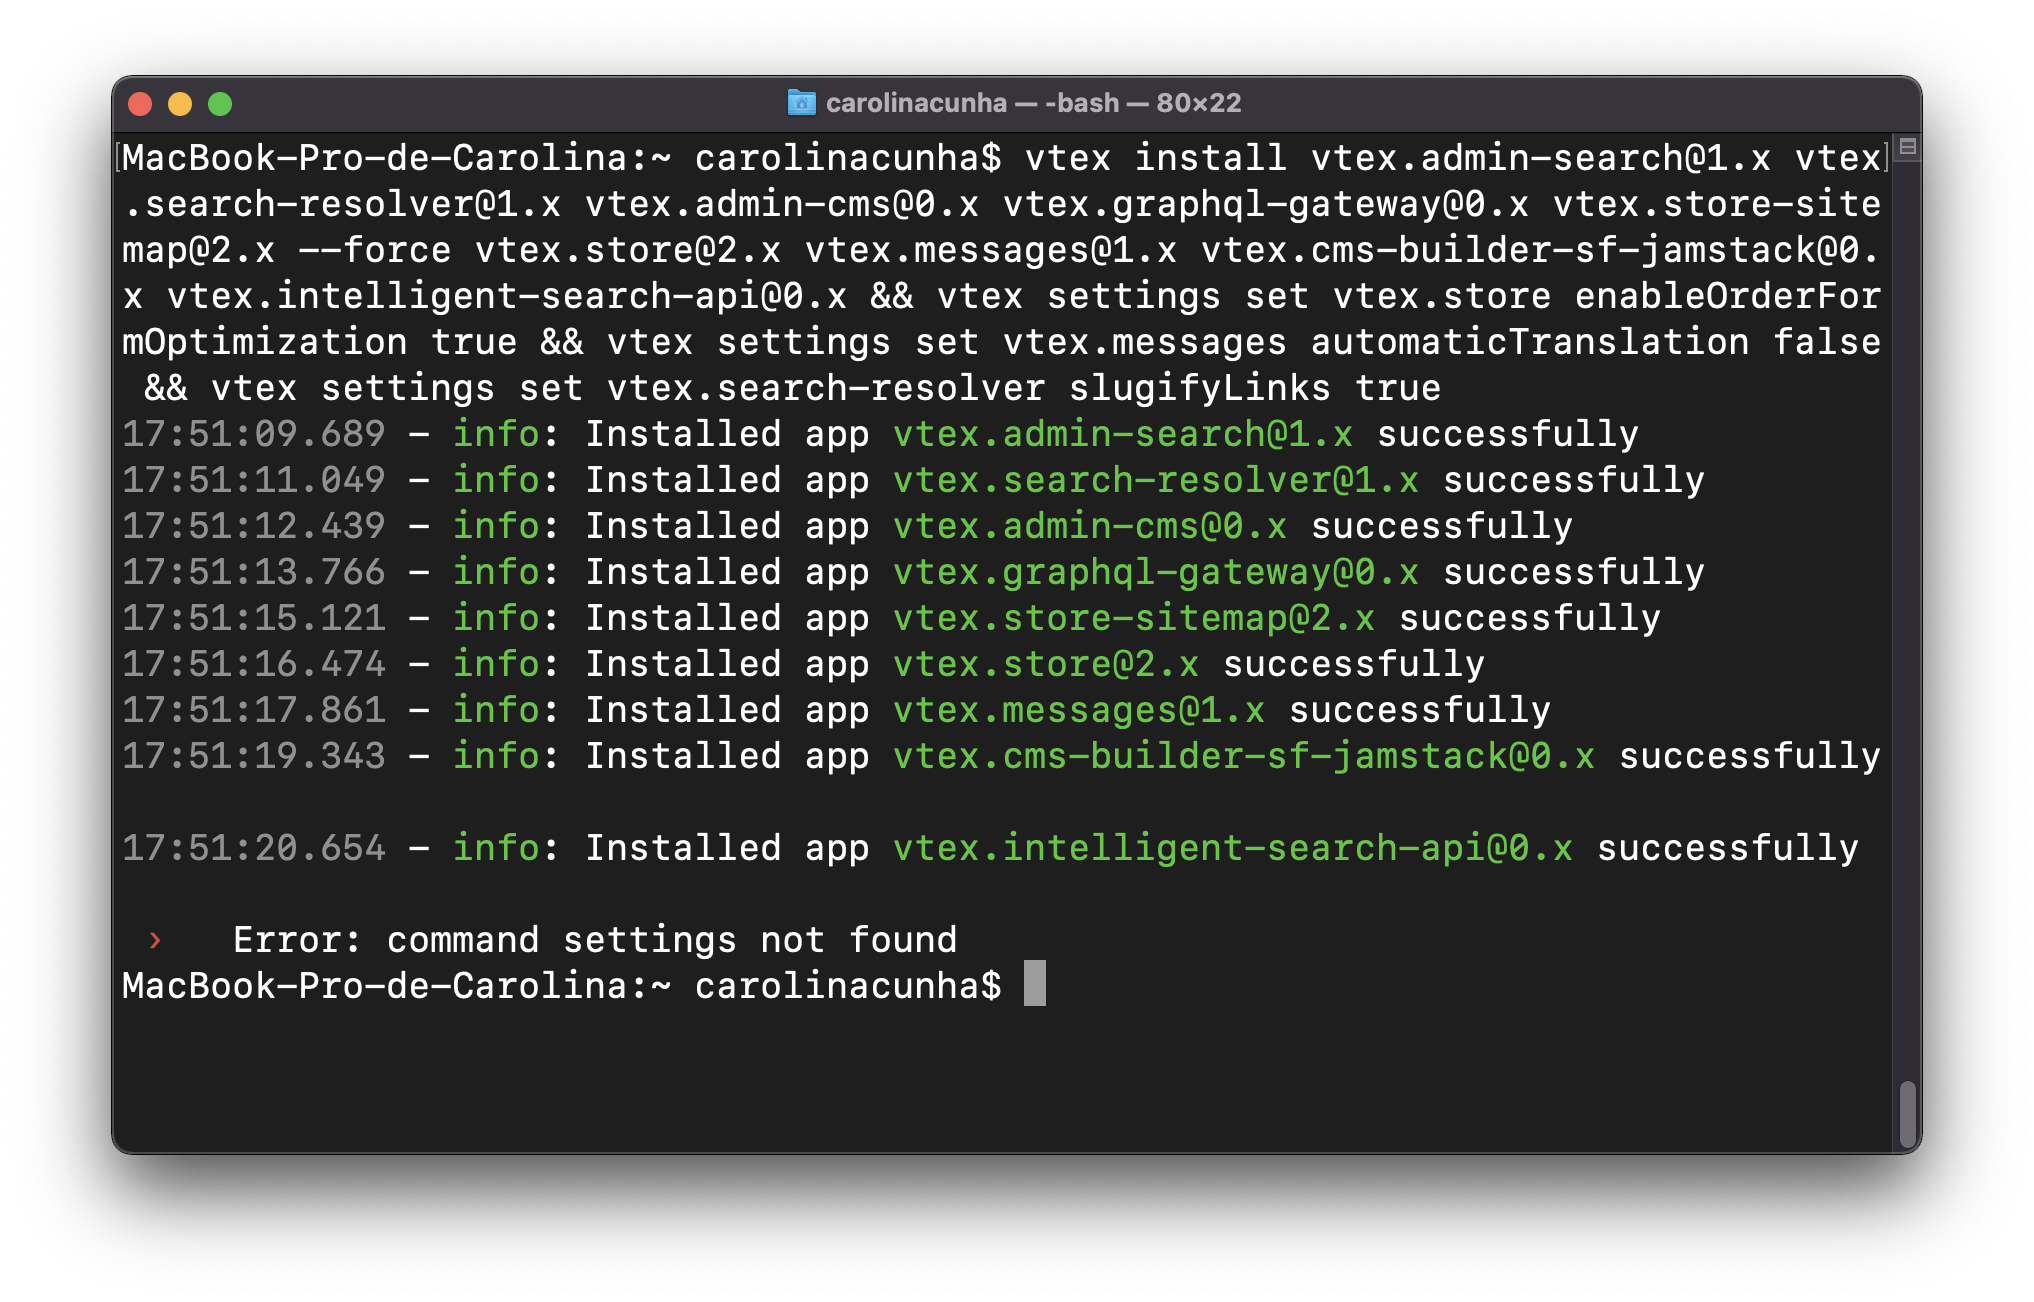 carolinacunha — -bash — 80×22
MacBook-Pro-de-Carolina:~ carolinacunha$ vtex install vtex.admin-search@1.x vtex
.search-resolver@1.x vtex.admin-cms@0.x vtex.graphql-gateway@0.x vtex.store-site
map@2.x --force vtex.store@2.x vtex.messages@1.x vtex.cms-builder-sf-jamstack@0.
x vtex.intelligent-search-api@0.x && vtex settings set vtex.store enableOrderFor
mOptimization true && vtex settings set vtex.messages automaticTranslation false
 && vtex settings set vtex.search-resolver slugifyLinks true
17:51:09.689 - info: Installed app vtex.admin-search@1.x successfully
17:51:11.049 - info: Installed app vtex.search-resolver@1.x successfully
17:51:12.439 - info: Installed app vtex.admin-cms@0.x successfully
17:51:13.766 - info: Installed app vtex.graphql-gateway@0.x successfully
17:51:15.121 - info: Installed app vtex.store-sitemap@2.x successfully
17:51:16.474 - info: Installed app vtex.store@2.x successfully
17:51:17.861 - info: Installed app vtex.messages@1.x successfully
17:51:19.343 - info: Installed app vtex.cms-builder-sf-jamstack@0.x successfully
17:51:20.654 - info: Installed app vtex.intelligent-search-api@0.x successfully
 ›   Error: command settings not found
MacBook-Pro-de-Carolina:~ carolinacunha$